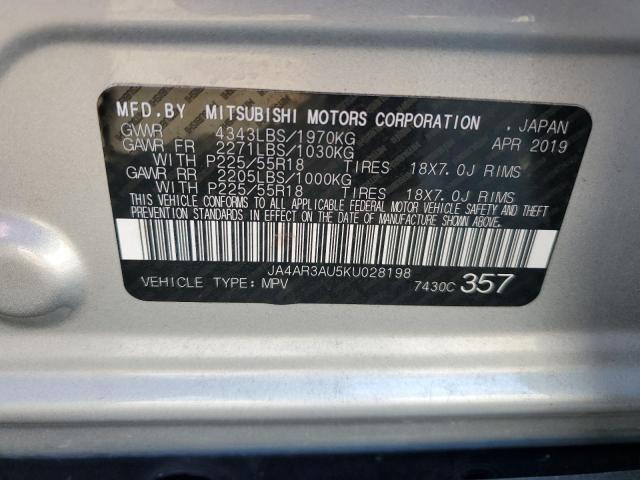 MFD.BY MITSUBISHI MOTORS CORPORATION , JAPAN
GVWR 4343LBS/1970KG APR 2019
GAWR FR 2271LBS/1030KG
WITH P225/55R18 TIRES 18X7.0J RIMS
GAWR RR 2205LBS/1000KG
WITH P225/55R18 TIRES 18X7.0J RIMS
THIS VEHICLE CONFORMS TO ALL APPLICABLE FEDERAL MOTOR VEHICLE SAFETY AND THEFT
PREVENTION STANDARDS IN EFFECT ON THE DATE OF MANUFACTURE SHOWN ABOVE.
JA4AR3AU5KU028198
VEHICLE TYPE: MPV 7430C 357